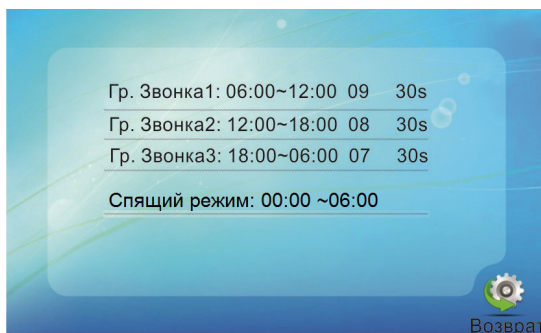 Гр. Звонка1: 06:00~12:00 09 30s
Гр. Звонка2: 12:00~18:00 08 30s
Гр. Звонка3: 18:00~06:00 07 30s
Спящий режим: 00:00 ~06:00
Возврат